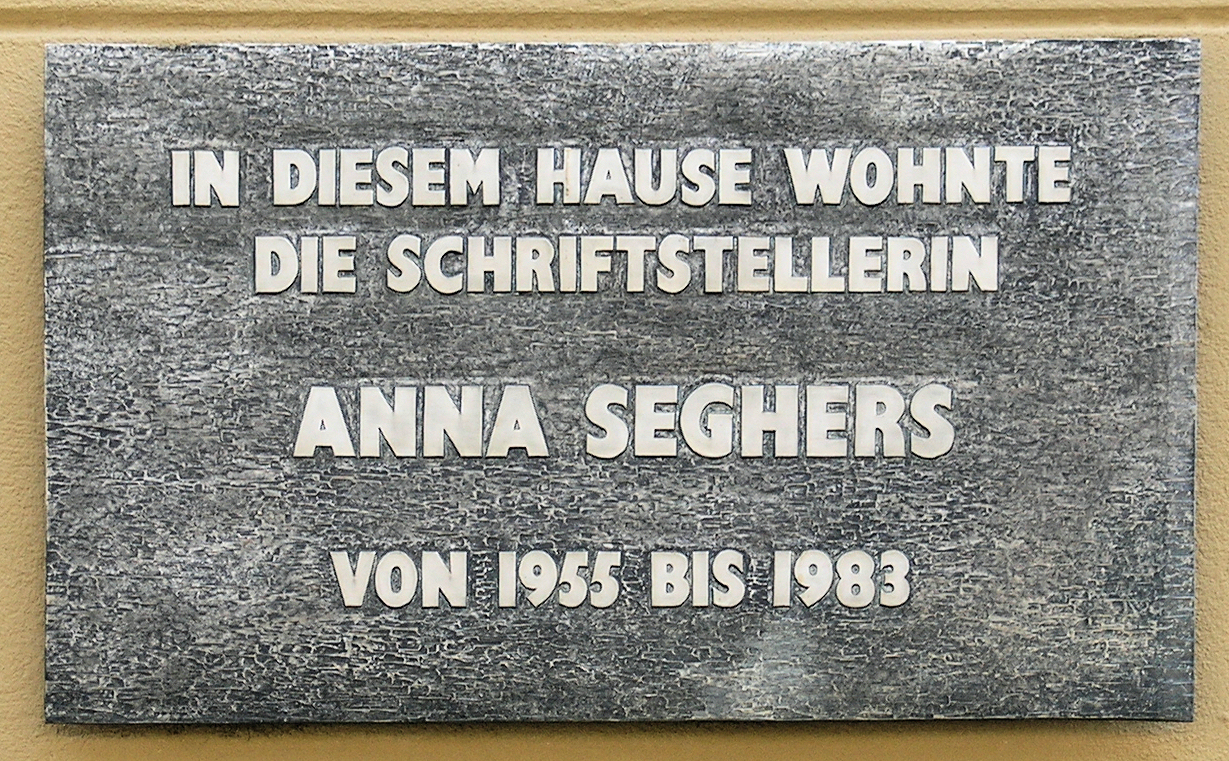 IN DIESEM HAUSE WOHNTE
DIE SCHRIFTSTELLERIN
ANNA SEGHERS
VON 1955 BIS 1983